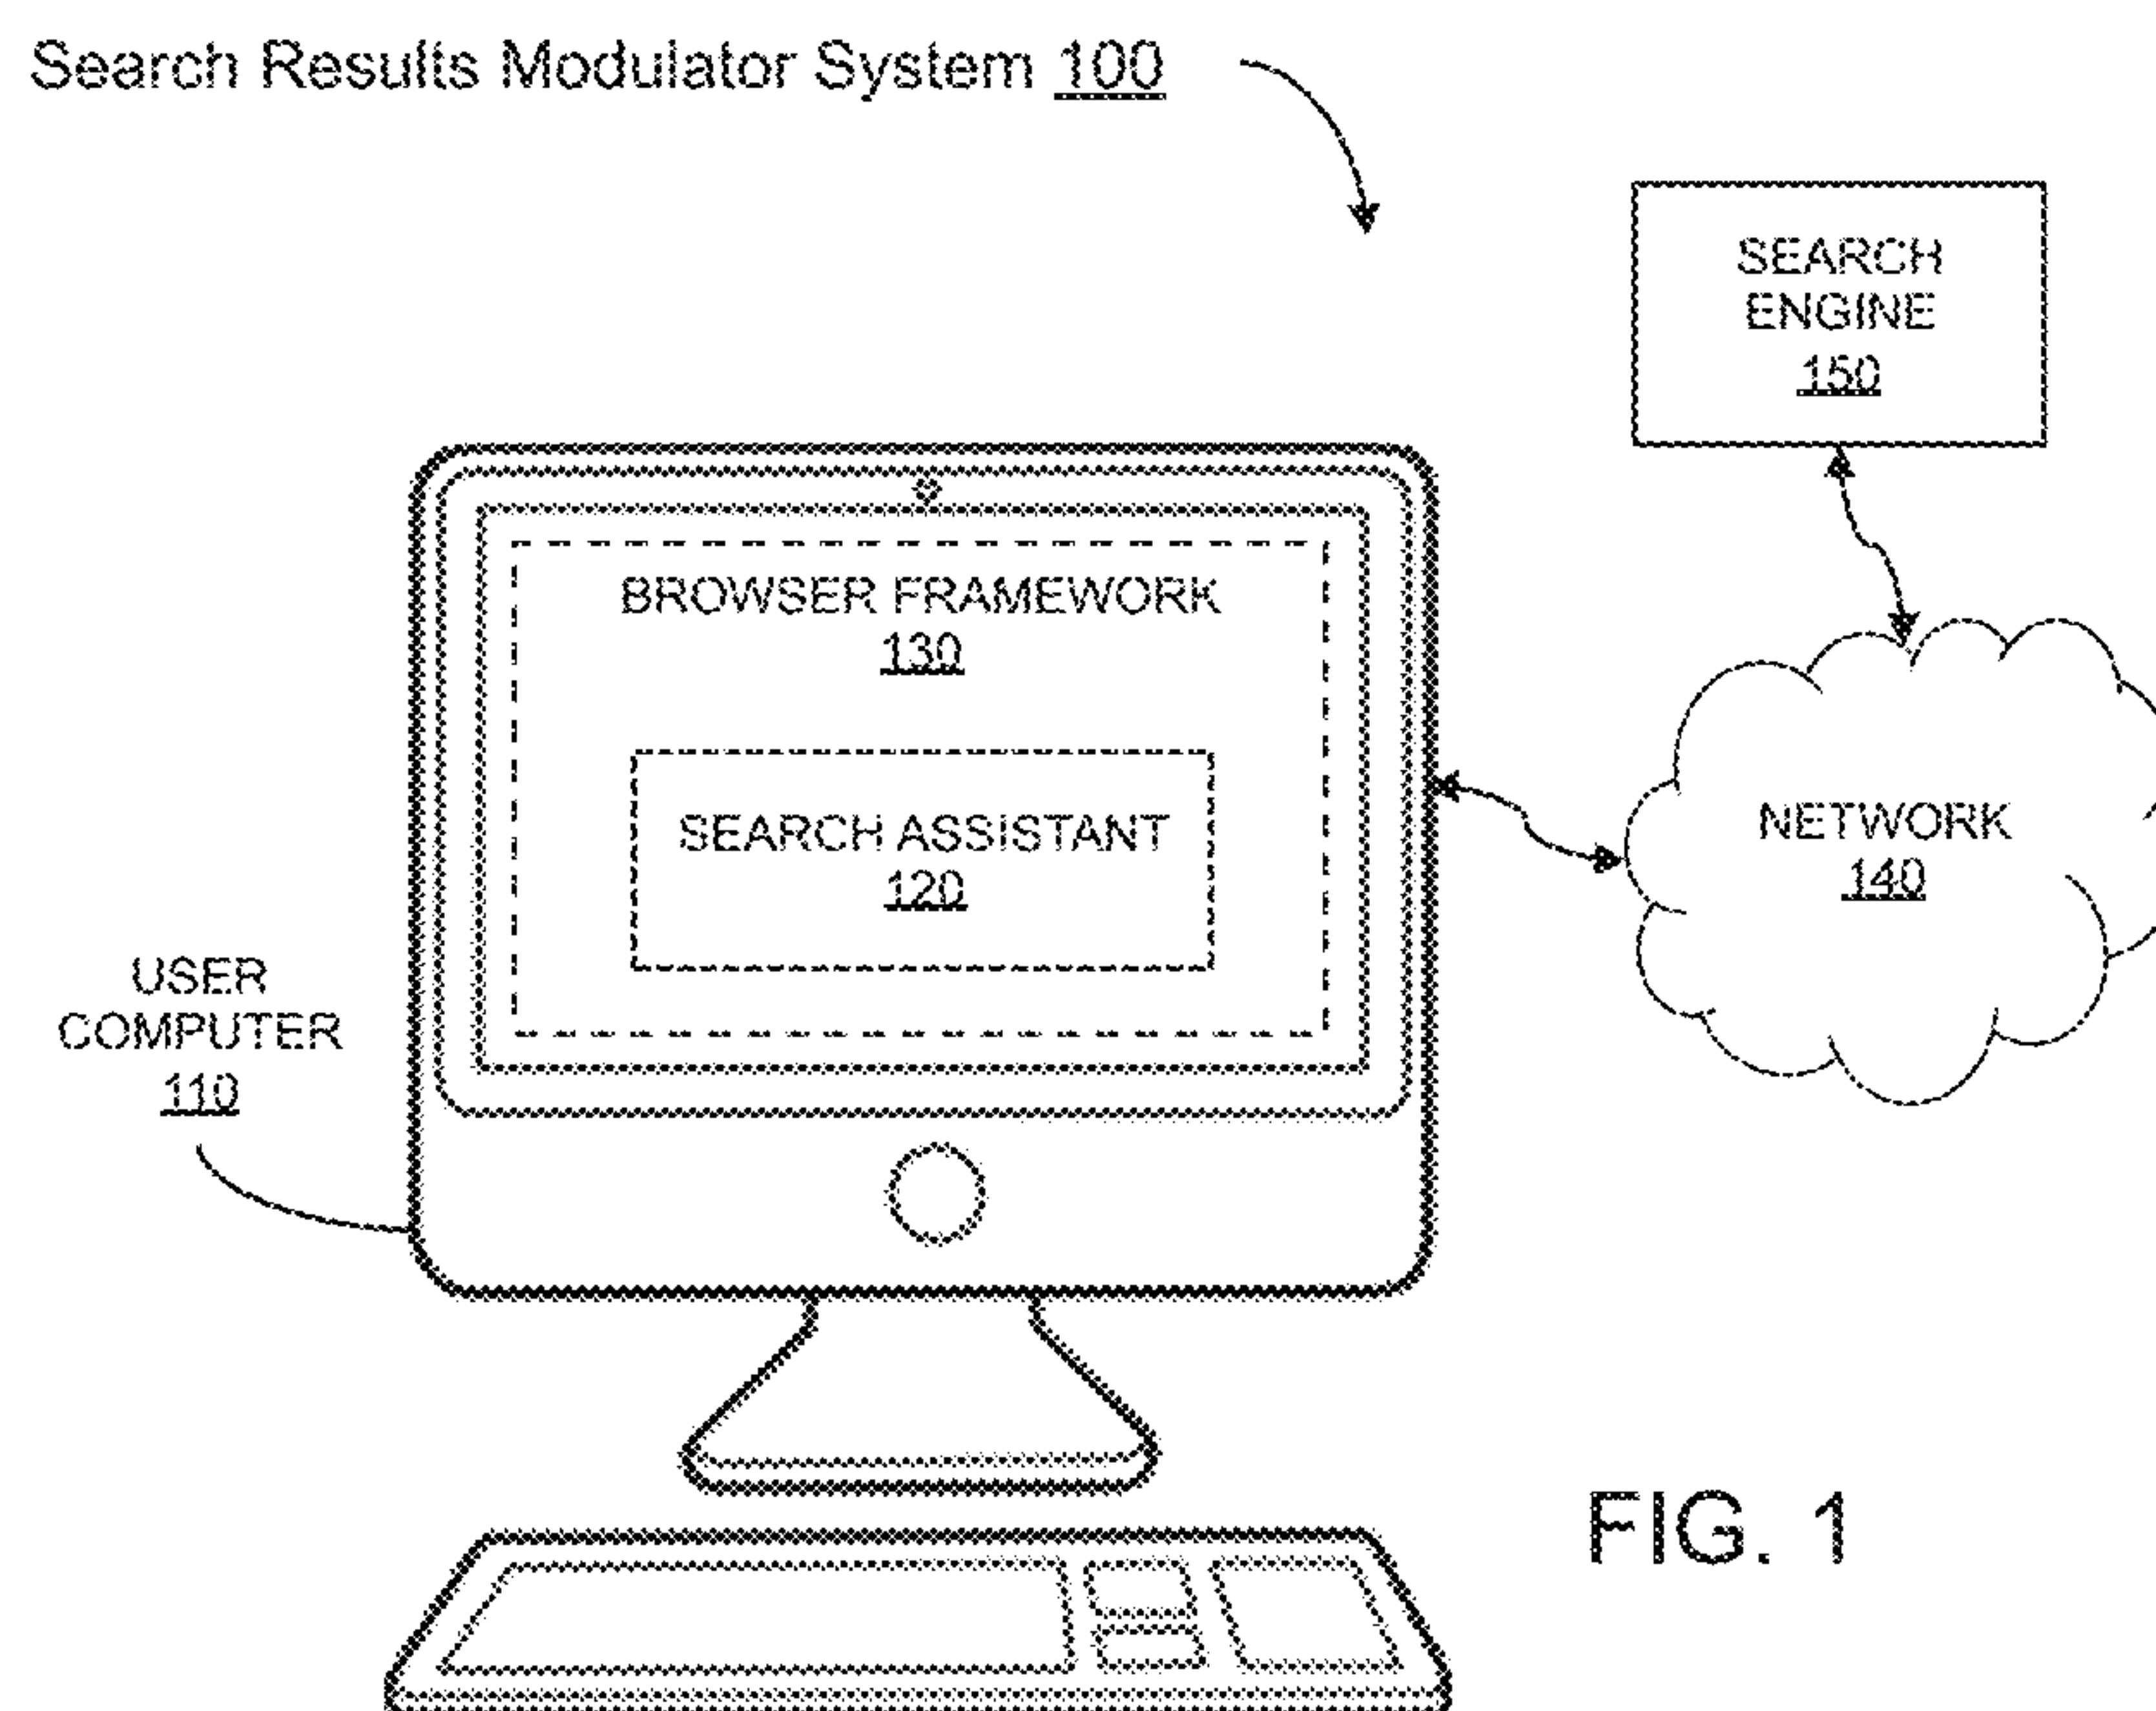 Search Results Modulator System 100
SEARCH
ENGINE
150
BROWSER FRAMEWORK
130
SEARCH ASSISTANT
120
NETWORK
140
USER
COMPUTER
110
FIG. 1